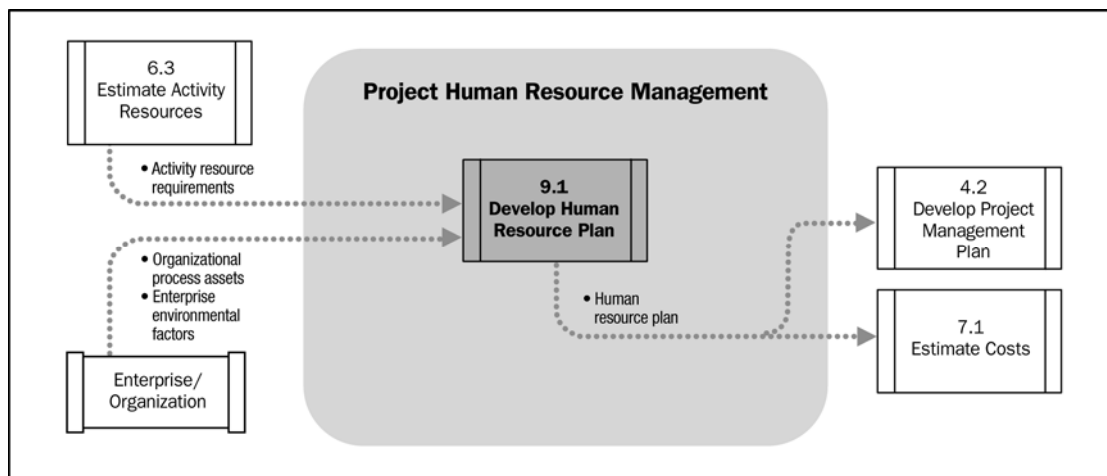 6.3
Estimate Activity
Resources
Project Human Resource Management
• Activity resource
requirements
9.1
Develop Human
Resource Plan
4.2
Develop Project
Management
Plan
• Organizational
process assets
• Enterprise
environmental
factors
• Human
resource plan
7.1
Estimate Costs
Enterprise/
Organization